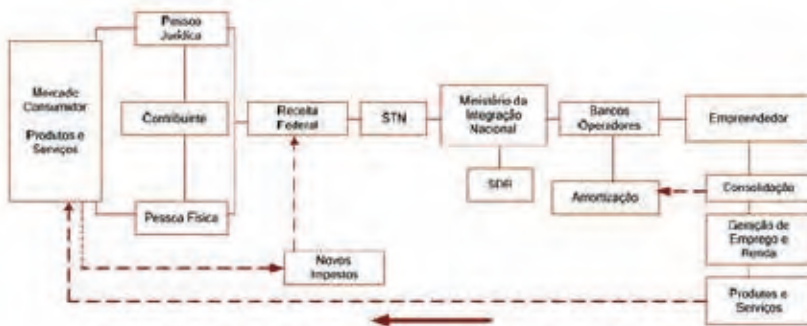 Pessoa
Jurídica
Mercado
Consumidor
Produtos e
Serviços
Contribuinte
Pessoa Física
Receita
Federal
STN
Ministério da
Integração
Nacional
SDR
Bancos
Operadores
Amortização
Empreendedor
Consolidação
Geração de
Emprego e
Renda
Produtos e
Serviços
Novos
Impostos